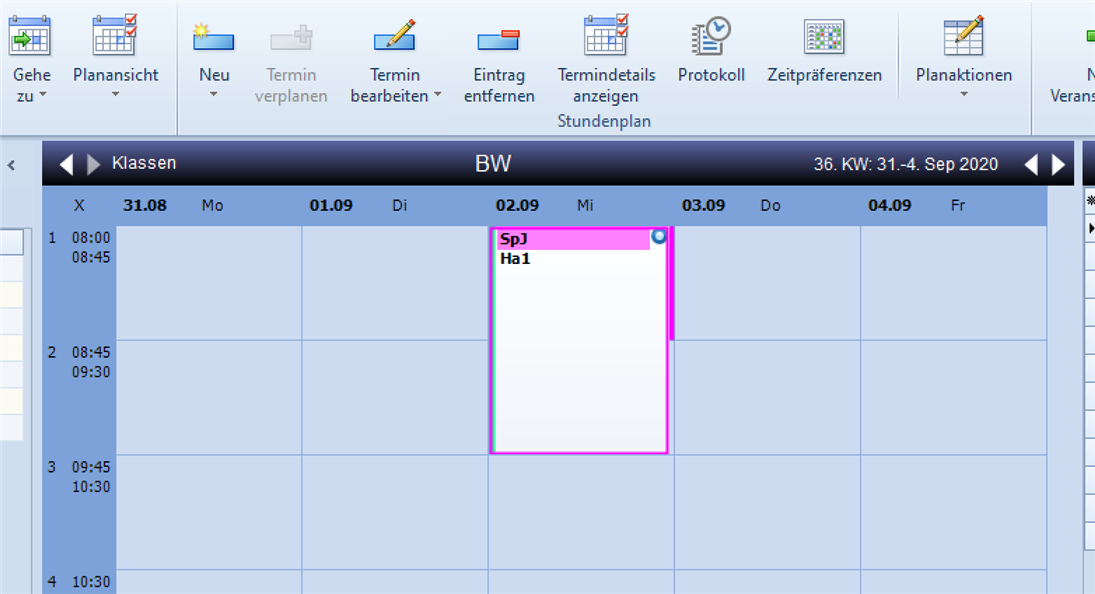 Gehe zu
Planansicht
Neu
Termin verplanen
Termin bearbeiten
Eintrag entfernen
Termindetails anzeigen
Protokoll
Zeitpräferenzen
Planaktionen
N
Verans
Stundenplan
Klassen
BW
36. KW: 31.-4. Sep 2020
X 31.08 Mo 01.09 Di 02.09 Mi 03.09 Do 04.09 Fr
1 08:00
08:45
SpJ
Ha1
2 08:45
09:30
3 09:45
10:30
4 10:30